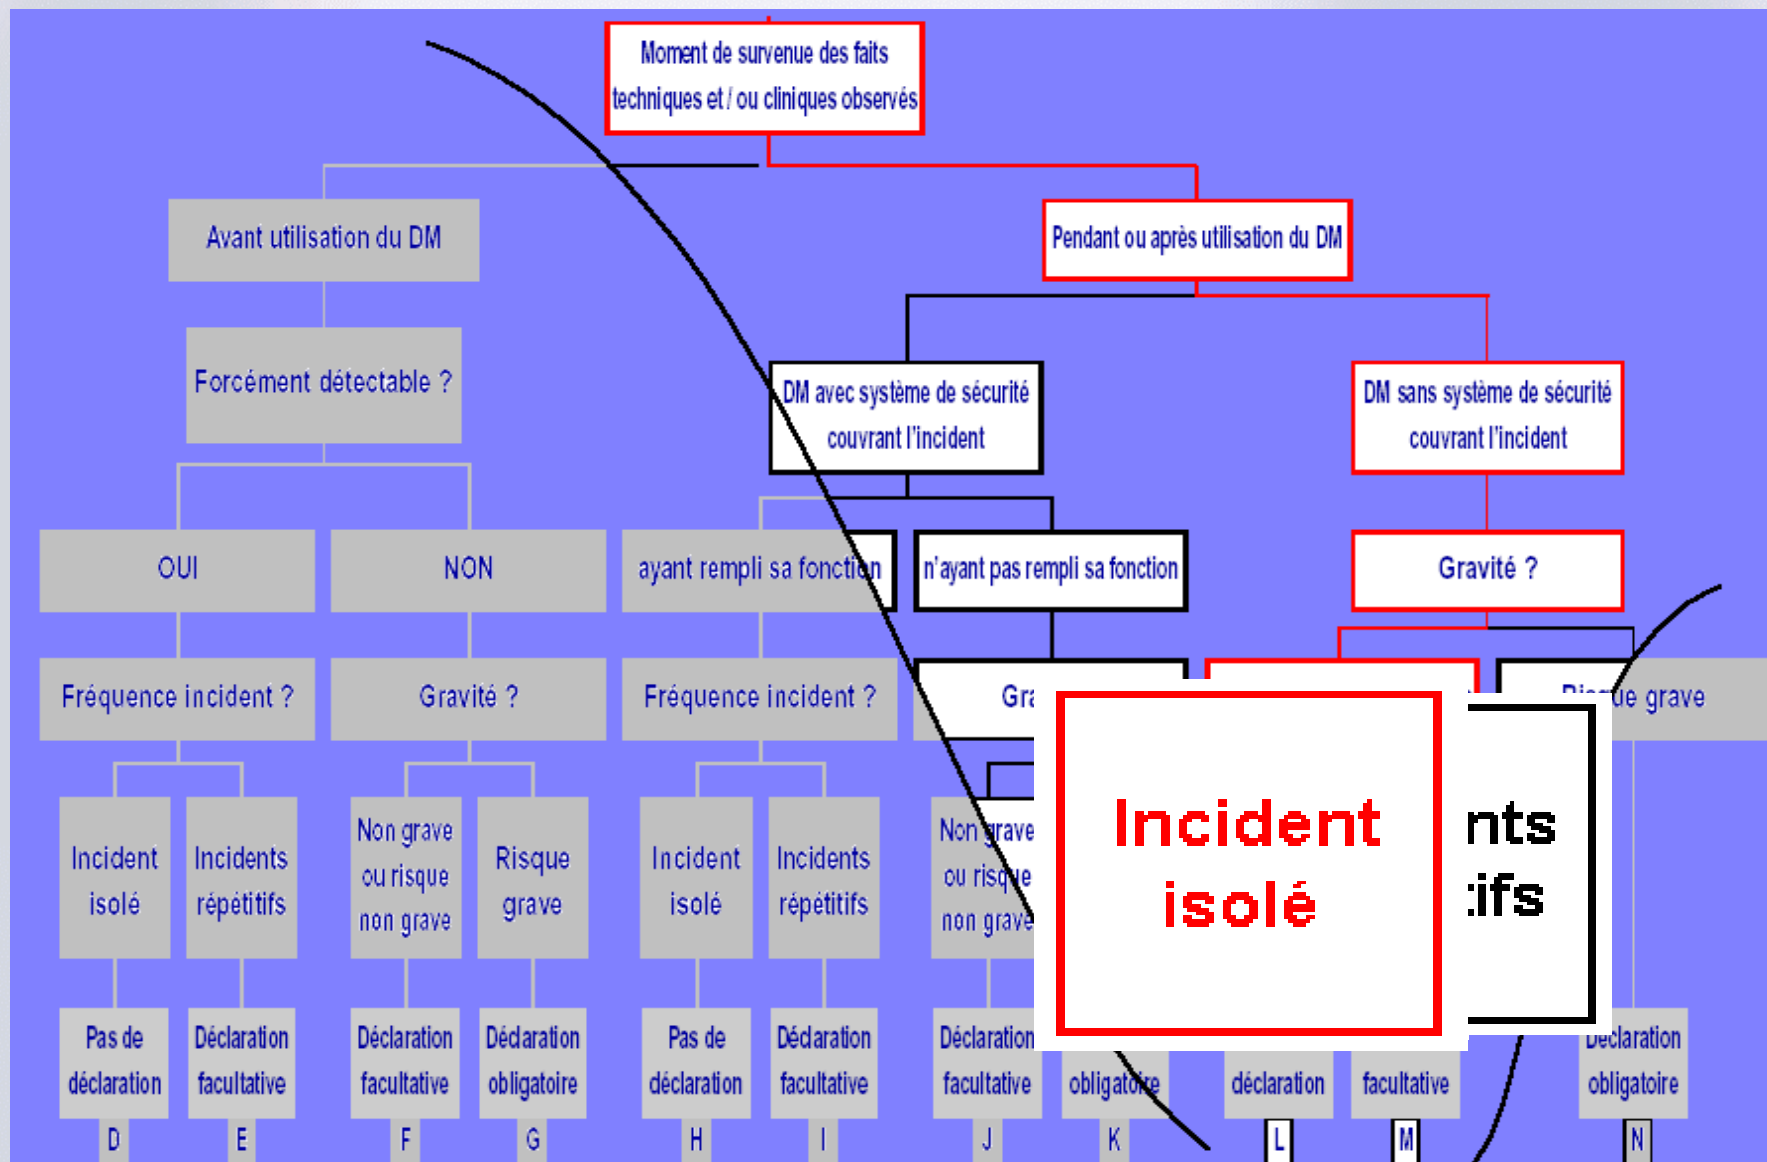 Moment de survenue des faits
techniques et / ou cliniques observés
Avant utilisation du DM
Pendant ou après utilisation du DM
Forcément détectable ?
DM avec système de sécurité
couvrant l'incident
DM sans système de sécurité
couvrant l'incident
OUI
NON
ayant rempli sa fonction
n'ayant pas rempli sa fonction
Gravité ?
Fréquence incident ?
Gravité ?
Fréquence incident ?
Gra
Risque grave
Incident
isolé
Incidents
répétitifs
Non grave
ou risque
non grave
Risque
grave
Incident
isolé
Incidents
répétitifs
Non grave
ou risque
non grave
Incident
isolé
nts
tifs
Pas de
déclaration
Déclaration
facultative
Déclaration
facultative
Déclaration
obligatoire
Pas de
déclaration
Déclaration
facultative
Déclaration
facultative
obligatoire
déclaration
facultative
Déclaration
obligatoire
D
E
F
G
H
I
J
K
L
M
N